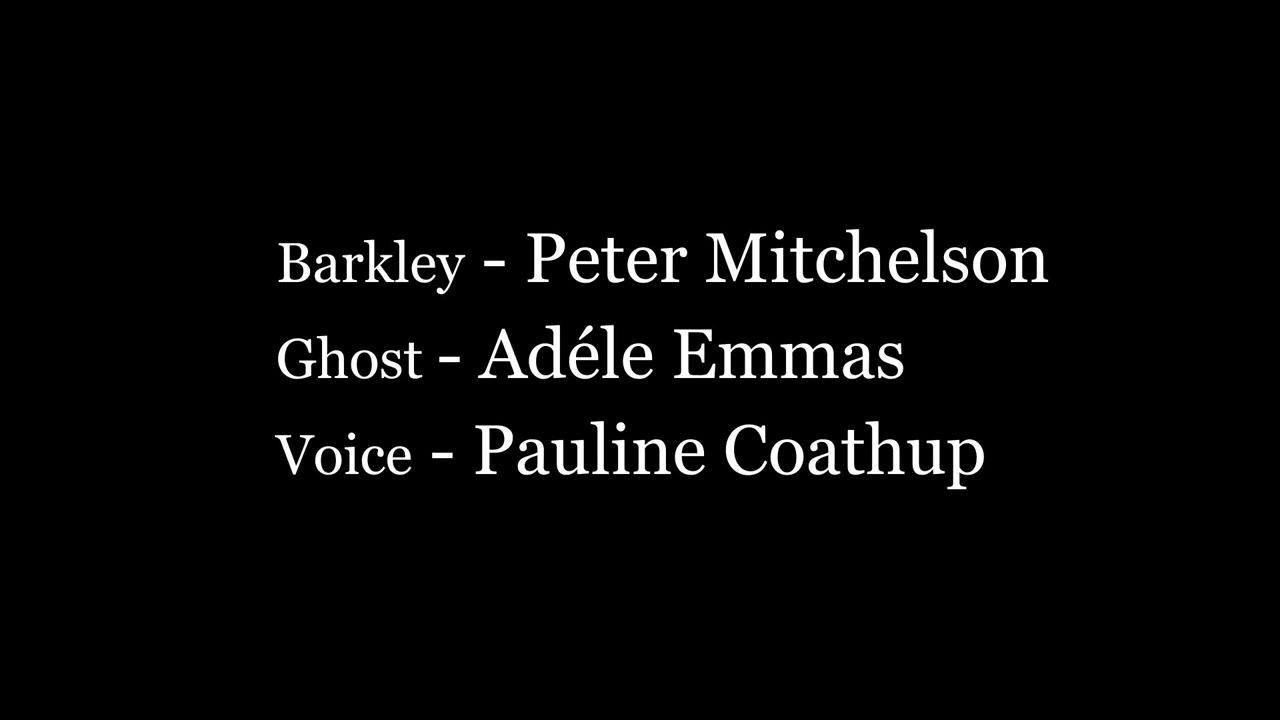 Barkley - Peter Mitchelson
Ghost - Adéle Emmas
Voice - Pauline Coathup